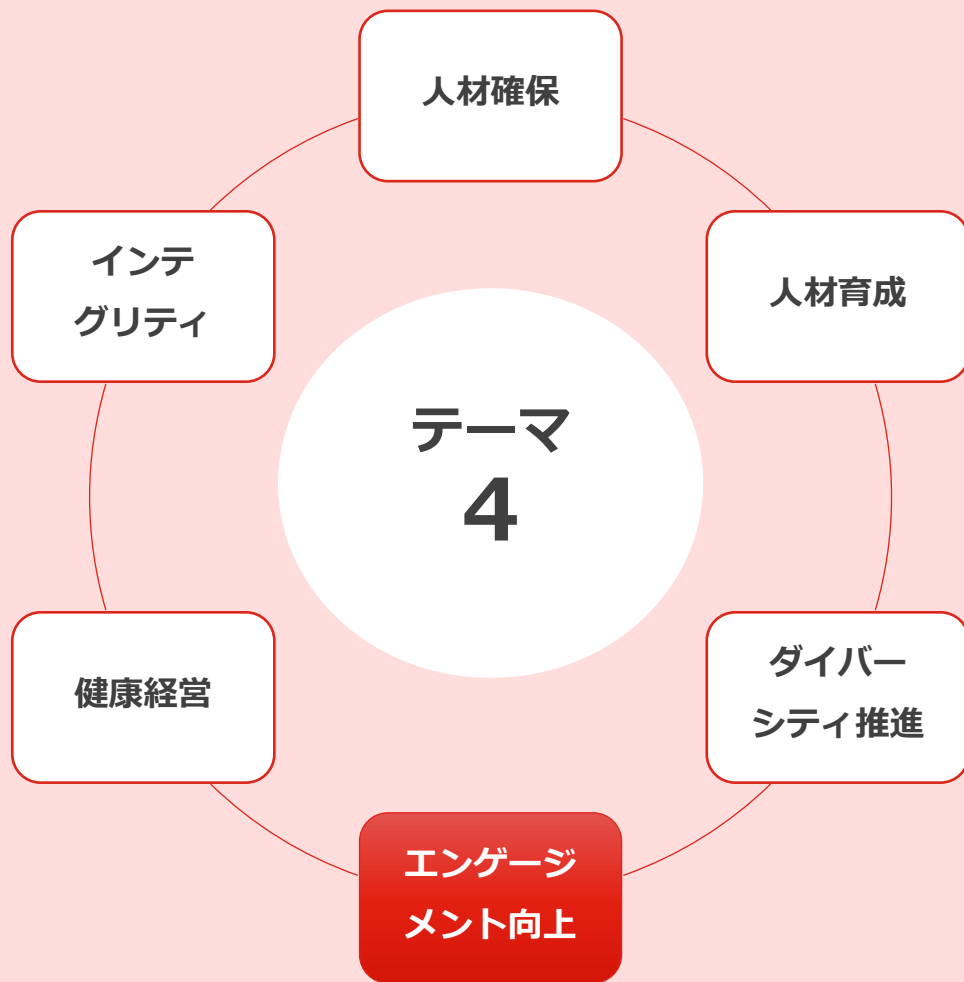 人材確保
インテ
グリティ
人材育成
テーマ
4
健康経営
ダイバー
シティ推進
エンゲージ
メント向上